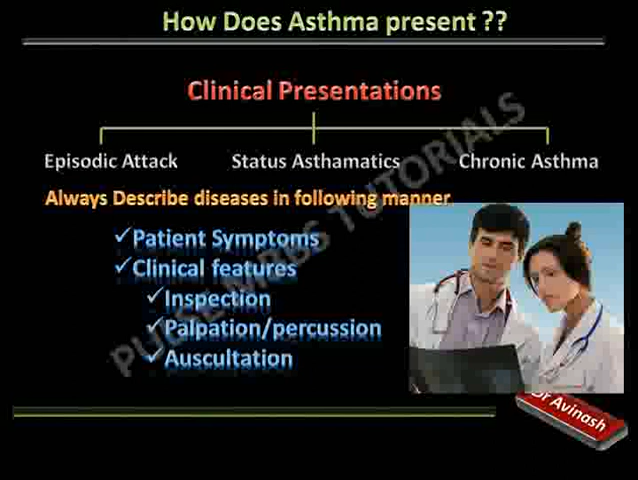 How Does Asthma present ??
Clinical Presentations
Episodic Attack
Status Asthamatics
Chronic Asthma
Always Describe diseases in following manner.
✓Patient Symptoms
✓Clinical features
✓Inspection
✓Palpation/percussion
✓Auscultation
PULSE MBBS TUTORIALS
Dr Avinash